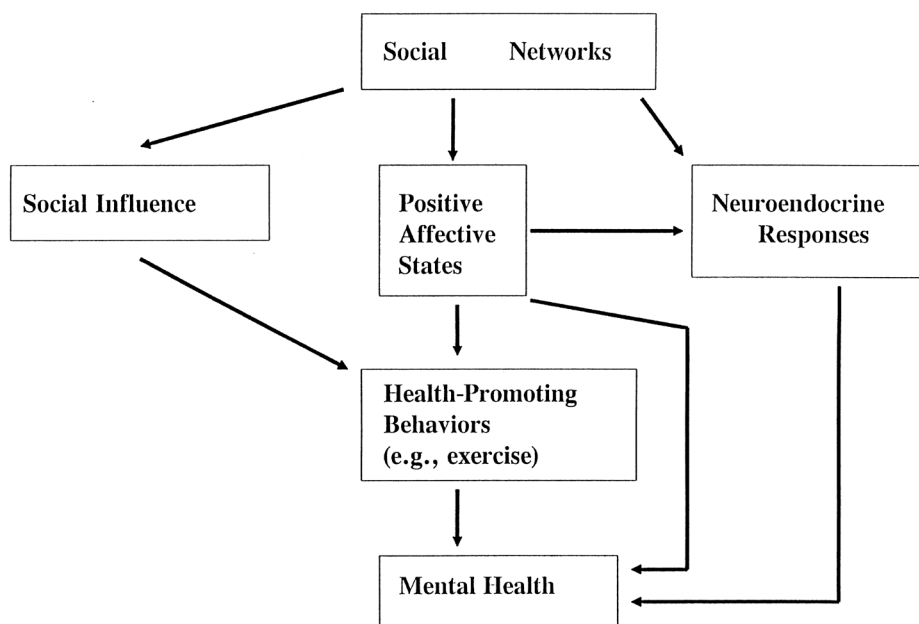 Social Networks
Social Influence
Positive
Affective
States
Neuroendocrine
Responses
Health-Promoting
Behaviors
(e.g., exercise)
Mental Health